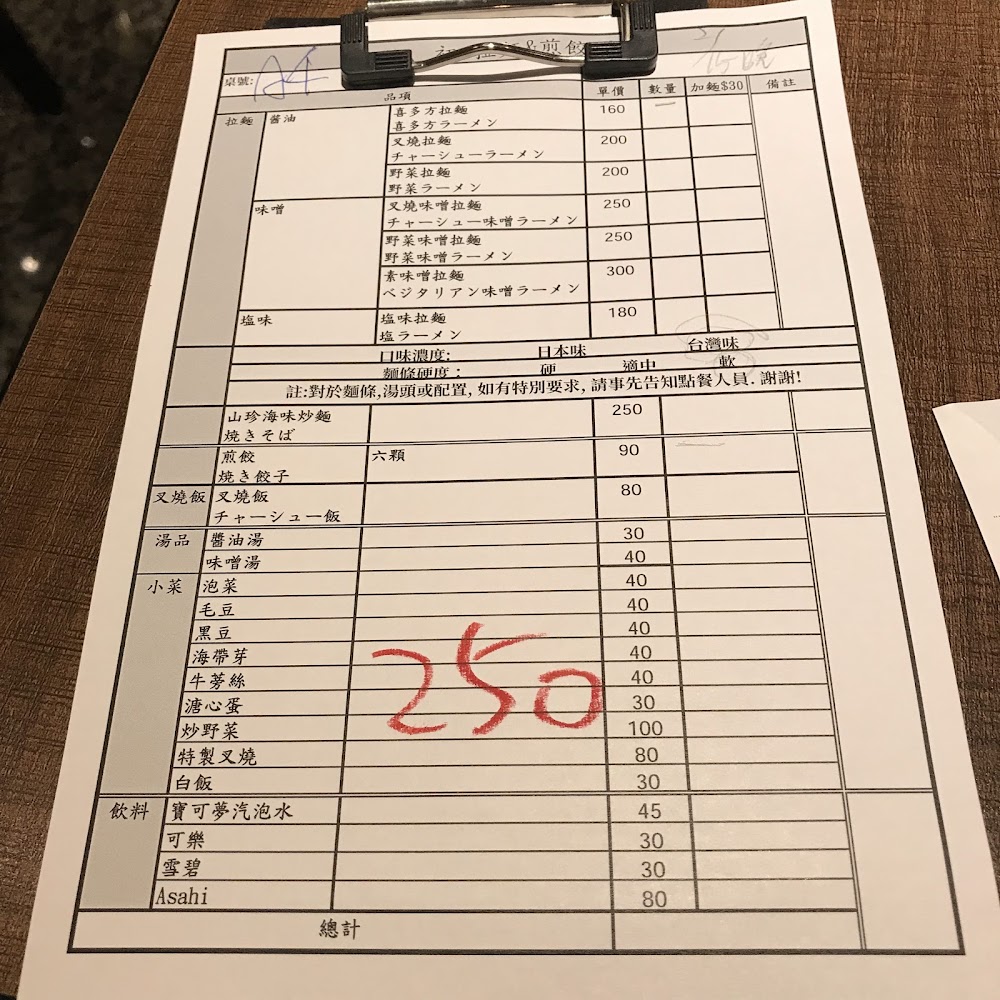 煎餃
桌號: A4
品項 單價 數量 加麵$30 備註
拉麵 醬油 喜多方拉麵 160 一
喜多方ラーメン
叉燒拉麵 200
チャーシューラーメン
野菜拉麵 200
野菜ラーメン
味噌 叉燒味噌拉麵 250
チャーシュー味噌ラーメン
野菜味噌拉麵 250
野菜味噌ラーメン
素味噌拉麵 300
ベジタリアン味噌ラーメン
塩味 塩味拉麵 180
塩ラーメン
口味濃度: 日本味 台灣味
麵條硬度: 硬 適中 軟
註:對於麵條,湯頭或配置, 如有特別要求, 請事先告知點餐人員. 謝謝!
山珍海味炒麵 250
焼きそば
煎餃 六顆 90 一
焼き餃子
叉燒飯 叉燒飯 80
チャーシュー飯
湯品 醬油湯 30
味噌湯 40
小菜 泡菜 40
毛豆 40
黑豆 40
海帶芽 40
牛蒡絲 40
溏心蛋 30
炒野菜 100
特製叉燒 80
白飯 30
250
飲料 寶可夢汽泡水 45
可樂 30
雪碧 30
Asahi 80
總計